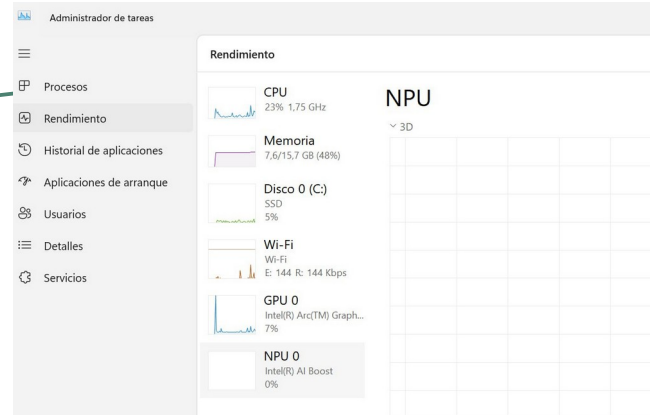 Administrador de tareas
Procesos
Rendimiento
Historial de aplicaciones
Aplicaciones de arranque
Usuarios
Detalles
Servicios
Rendimiento
CPU
23% 1,75 GHz
Memoria
7,6/15,7 GB (48%)
Disco 0 (C:)
SSD
5%
Wi-Fi
Wi-Fi
E: 144 R: 144 Kbps
GPU 0
Intel(R) Arc(TM) Graph...
7%
NPU 0
Intel(R) AI Boost
0%
NPU
3D